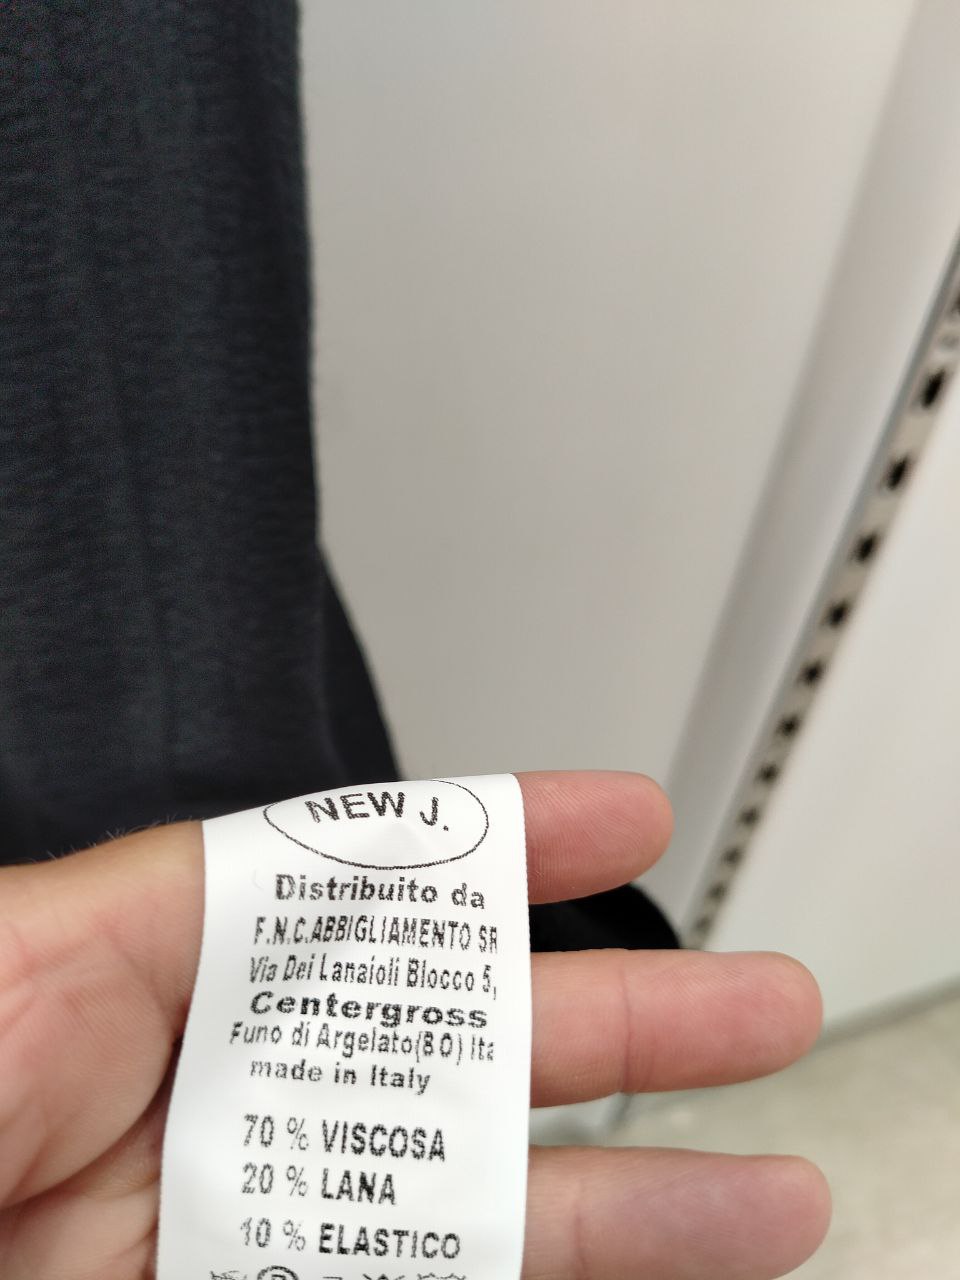 NEW J.
Distribuito da
F.N.C.ABBIGLIAMENTO SR
Via Dei Lanaioli Blocco 5,
Centergross
Funo di Argelato(BO) Ita
made in Italy
70 % VISCOSA
20 % LANA
10 % ELASTICO